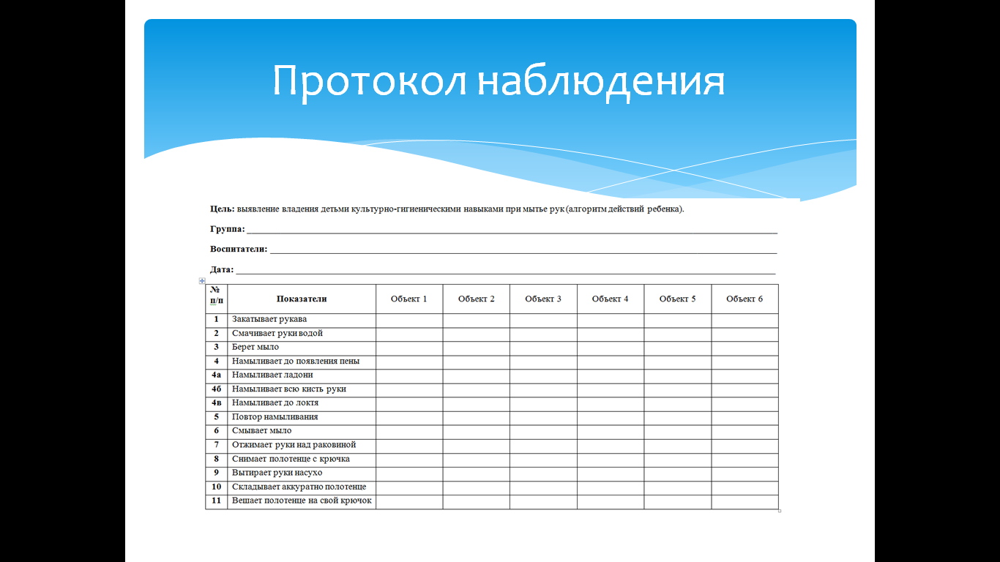 Протокол наблюдения
Цель: выявление владения детьми культурно-гигиеническими навыками при мытье рук (алгоритм действий ребенка).
Группа:
Воспитатели:
Дата:
№ п/п Показатели Объект 1 Объект 2 Объект 3 Объект 4 Объект 5 Объект 6
1 Закатывает рукава
2 Смачивает руки водой
3 Берет мыло
4 Намыливает до появления пены
4а Намыливает ладони
4б Намыливает всю кисть руки
4в Намыливает до локтя
5 Повтор намыливания
6 Смывает мыло
7 Отжимает руки над раковиной
8 Снимает полотенце с крючка
9 Вытирает руки насухо
10 Складывает аккуратно полотенце
11 Вешает полотенце на свой крючок